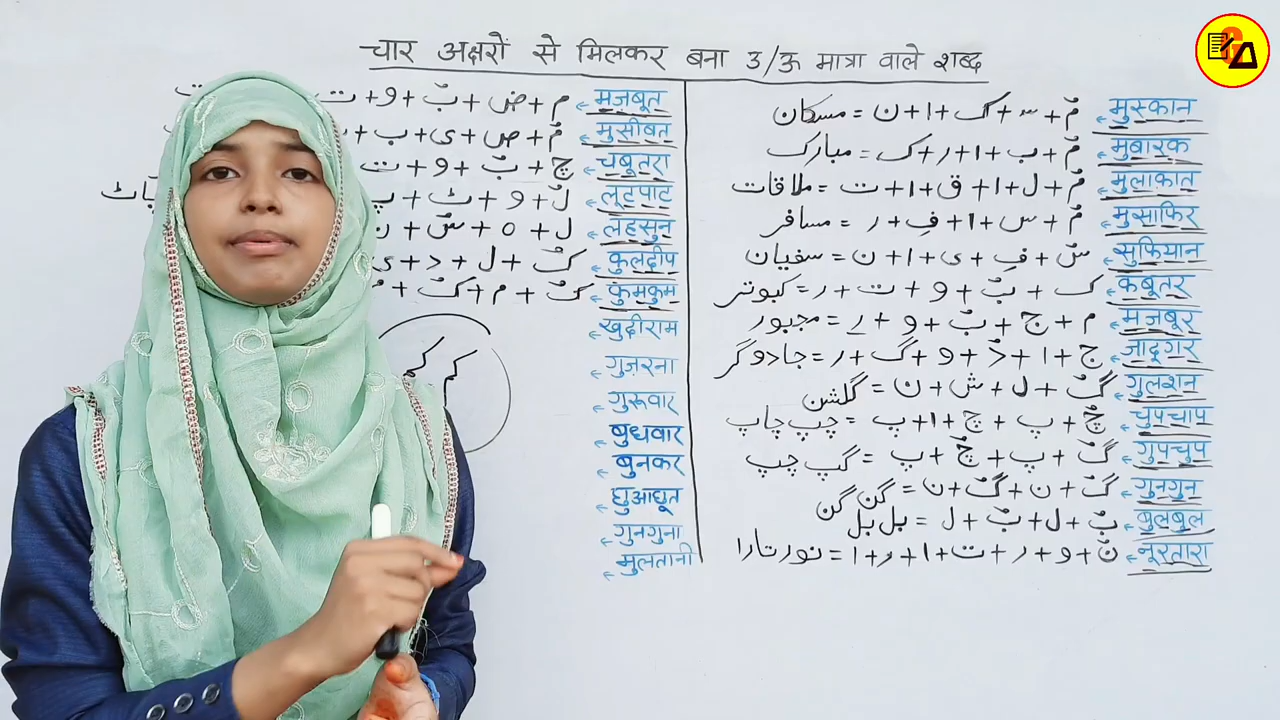 चार अक्षरों से मिलकर बना उ/ऊ मात्रा वाले शब्द
मुस्कान ← مُ + س + ک + ا + ن = مسکان
मुबारक ← مُ + ب + ا + ر + ک = مبارک
मुलाकात ← مُ + ل + ا + ق + ا + ت = ملاقات
मुसाफिर ← مُ + س + ا + فِ + ر = مسافر
सुफियान ← سُ + فِ + ی + ا + ن = سفیان
कबूतर ← ک + بُ + و + ت + ر = کبوتر
मजबूर ← م + ج + بُ + و + ر = مجبور
जादूगर ← ج + ا + دُ + و + گ + ر = جادوگر
गुलशन ← گُ + ل + ش + ن = گلشن
चुपचाप ← چُ + پ + چ + ا + پ = چپ چاپ
गुपचुप ← گُ + پ + چُ + پ = گپ چپ
गुनगुन ← گُ + ن + گُ + ن = گن گن
बुलबुल ← بُ + ل + بُ + ل = بل بل
नूरतारा ← نُ + و + ر + ت + ا + ر + ا = نور تارا
मजबूत ← م + ض + بُ + و + ت
मुसीबत ← مُ + ص + ی + ب +
चबूतरा ← چ + بُ + و + ت
लूटपाट ← لُ + و + ٹ + پ
लहसुन ← ل + ہ + سُ + ن
कुलदीप ← کُ + ل + د + ی
कुमकुम ← کُ + م + کُ + م
खुदीराम ←
गुज़रना ←
गुरूवार ←
बुधवार ←
बुनकर ←
छुआछूत ←
गुनगुना ←
मुलतानी ←